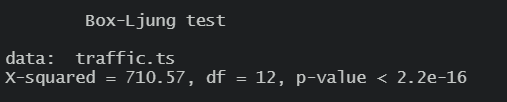 Box-Ljung test
data:  traffic.ts
X-squared = 710.57, df = 12, p-value < 2.2e-16